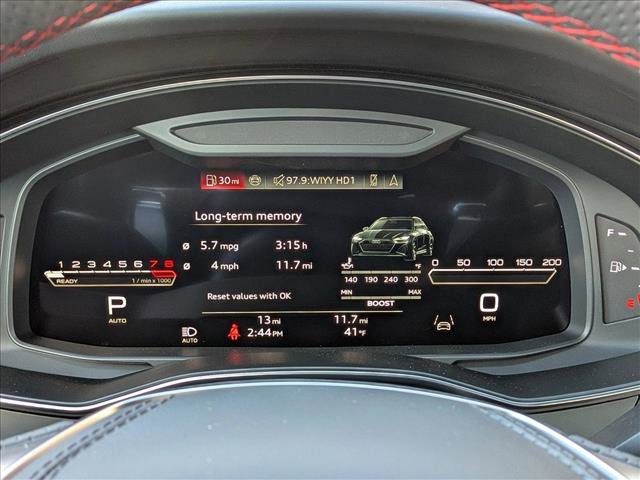 30 mi 97.9:WIYY HD1 A
Long-term memory
Ø 5.7 mpg 3:15 h
Ø 4 mph 11.7 mi
Reset values with OK
1 2 3 4 5 6 7 8
READY 1 / min x 1000
P
AUTO
140 190 240 300
MIN MAX
BOOST
0 50 100 150 200
0
MPH
AUTO
13 mi 11.7 mi
2:44 PM 41°F
F